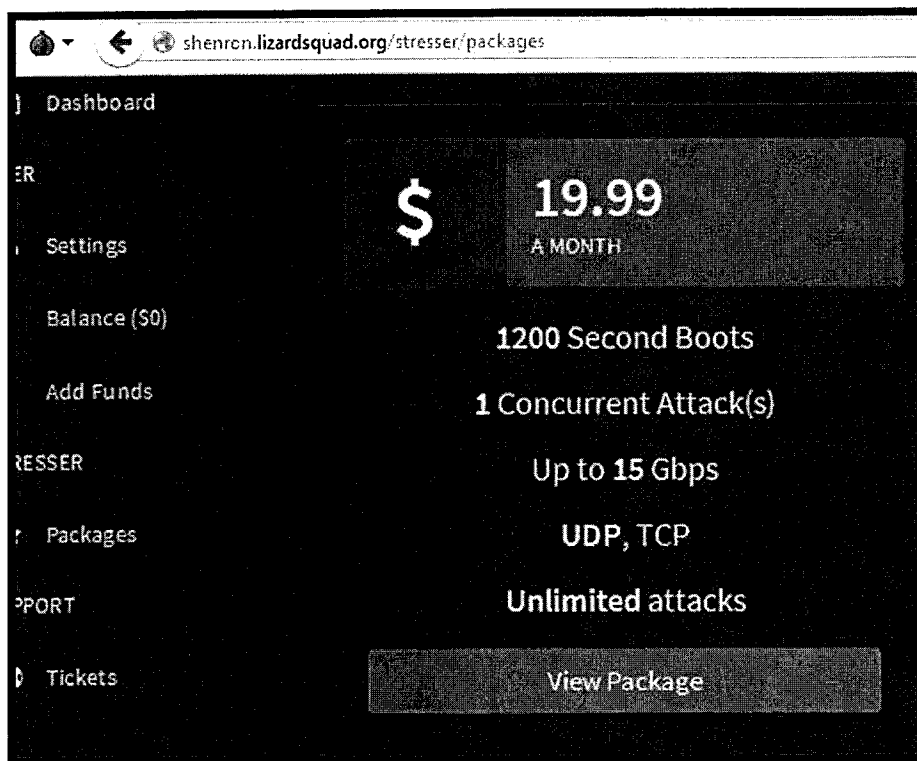 shenron.lizardsquad.org/stresser/packages
Dashboard
ER
Settings
Balance ($0)
Add Funds
RESSER
Packages
PPORT
Tickets
$
19.99
A MONTH
1200 Second Boots
1 Concurrent Attack(s)
Up to 15 Gbps
UDP, TCP
Unlimited attacks
View Package